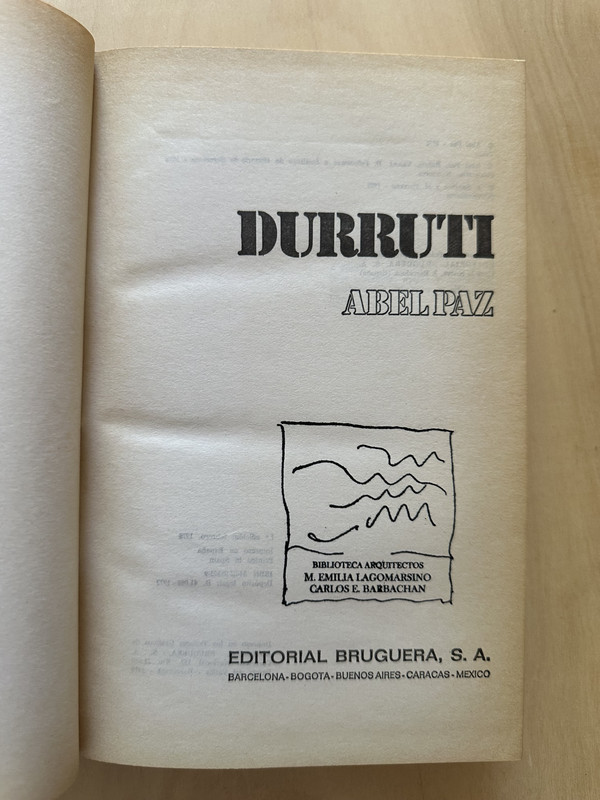 DURRUTI
ABEL PAZ
BIBLIOTECA ARQUITECTOS
M. EMILIA LAGOMARSINO
CARLOS E. BARBACHAN
EDITORIAL BRUGUERA, S. A.
BARCELONA - BOGOTA - BUENOS AIRES - CARACAS - MEXICO